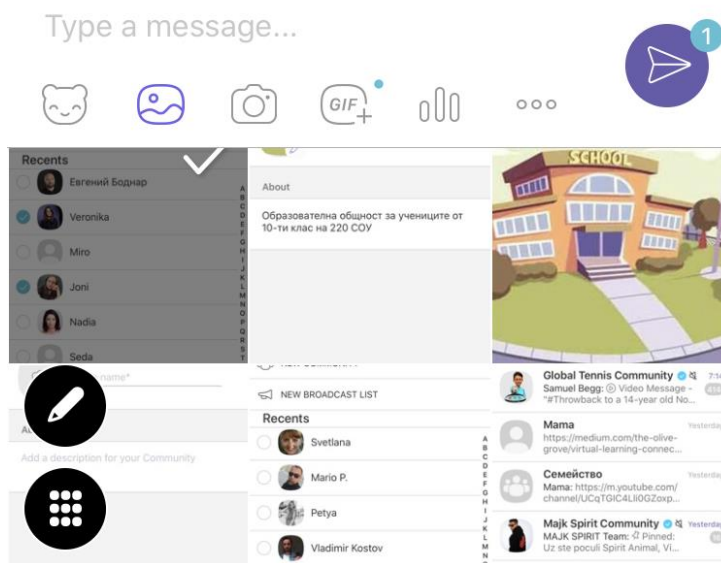 Type a message...
1
GIF
Recents
Евгений Боднар
Veronika
Miro
Joni
Nadia
Seda
A
B
C
D
E
F
G
H
I
J
K
L
M
N
O
P
Q
R
S
T
name*
Add a description for your Community
About
Образователна общност за учениците от
10-ти клас на 220 СОУ
NEW BROADCAST LIST
Recents
Svetlana
Mario P.
Petya
Vladimir Kostov
A
B
C
D
E
F
G
H
I
J
K
L
M
N
SCHOOL
Global Tennis Community
Samuel Begg: Video Message -
"#Throwback to a 14-year old No...
Mama
Yesterday
https://medium.com/the-olive-
grove/virtual-learning-connec...
Семейство
Yesterday
Mama: https://m.youtube.com/
Majk Spirit Community
Yesterday
MAJK SPIRIT Team: Pinned:
Uz ste poculi Spirit Animal, Vi...